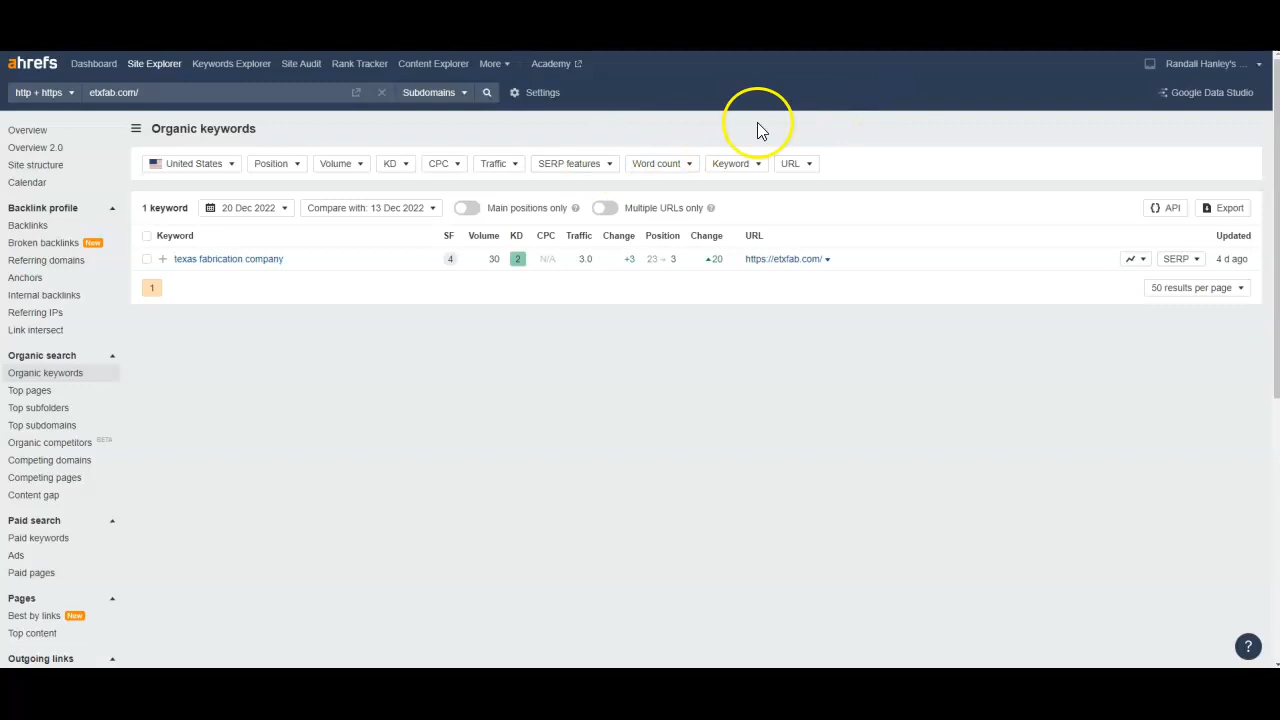 ahrefs Dashboard Site Explorer Keywords Explorer Site Audit Rank Tracker Content Explorer More Academy Randall Hanley's ...
http + https etxfab.com/ Subdomains Settings Google Data Studio
Overview
Overview 2.0
Site structure
Calendar
Backlink profile
Backlinks
Broken backlinks New
Referring domains
Anchors
Internal backlinks
Referring IPs
Link intersect
Organic search
Organic keywords
Top pages
Top subfolders
Top subdomains
Organic competitors BETA
Competing domains
Competing pages
Content gap
Paid search
Paid keywords
Ads
Paid pages
Pages
Best by links New
Top content
Outgoing links
Organic keywords
United States Position Volume KD CPC Traffic SERP features Word count Keyword URL
1 keyword 20 Dec 2022 Compare with: 13 Dec 2022 Main positions only ? Multiple URLs only ? {} API Export
Keyword SF Volume KD CPC Traffic Change Position Change URL Updated
+ texas fabrication company 4 30 2 N/A 3.0 +3 23 → 3 ▲20 https://etxfab.com/ SERP 4 d ago
1 50 results per page
?